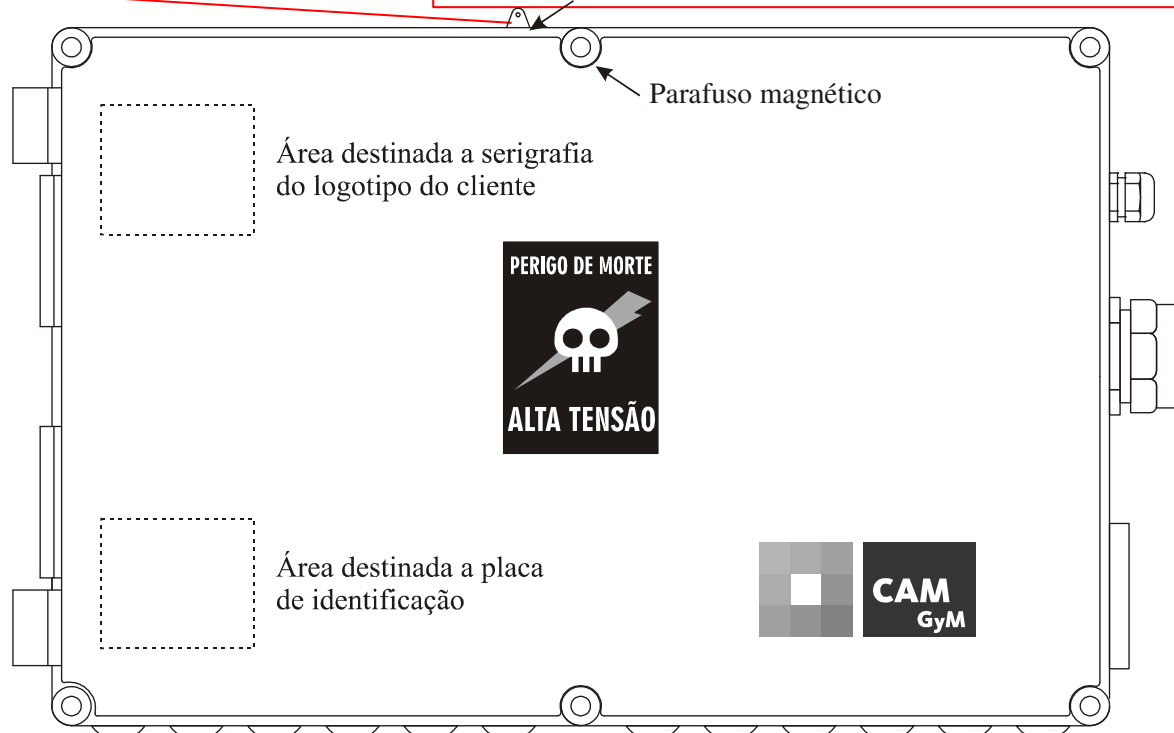 Parafuso magnético
Área destinada a serigrafia
do logotipo do cliente
PERIGO DE MORTE
ALTA TENSÃO
Área destinada a placa
de identificação
CAM
GyM